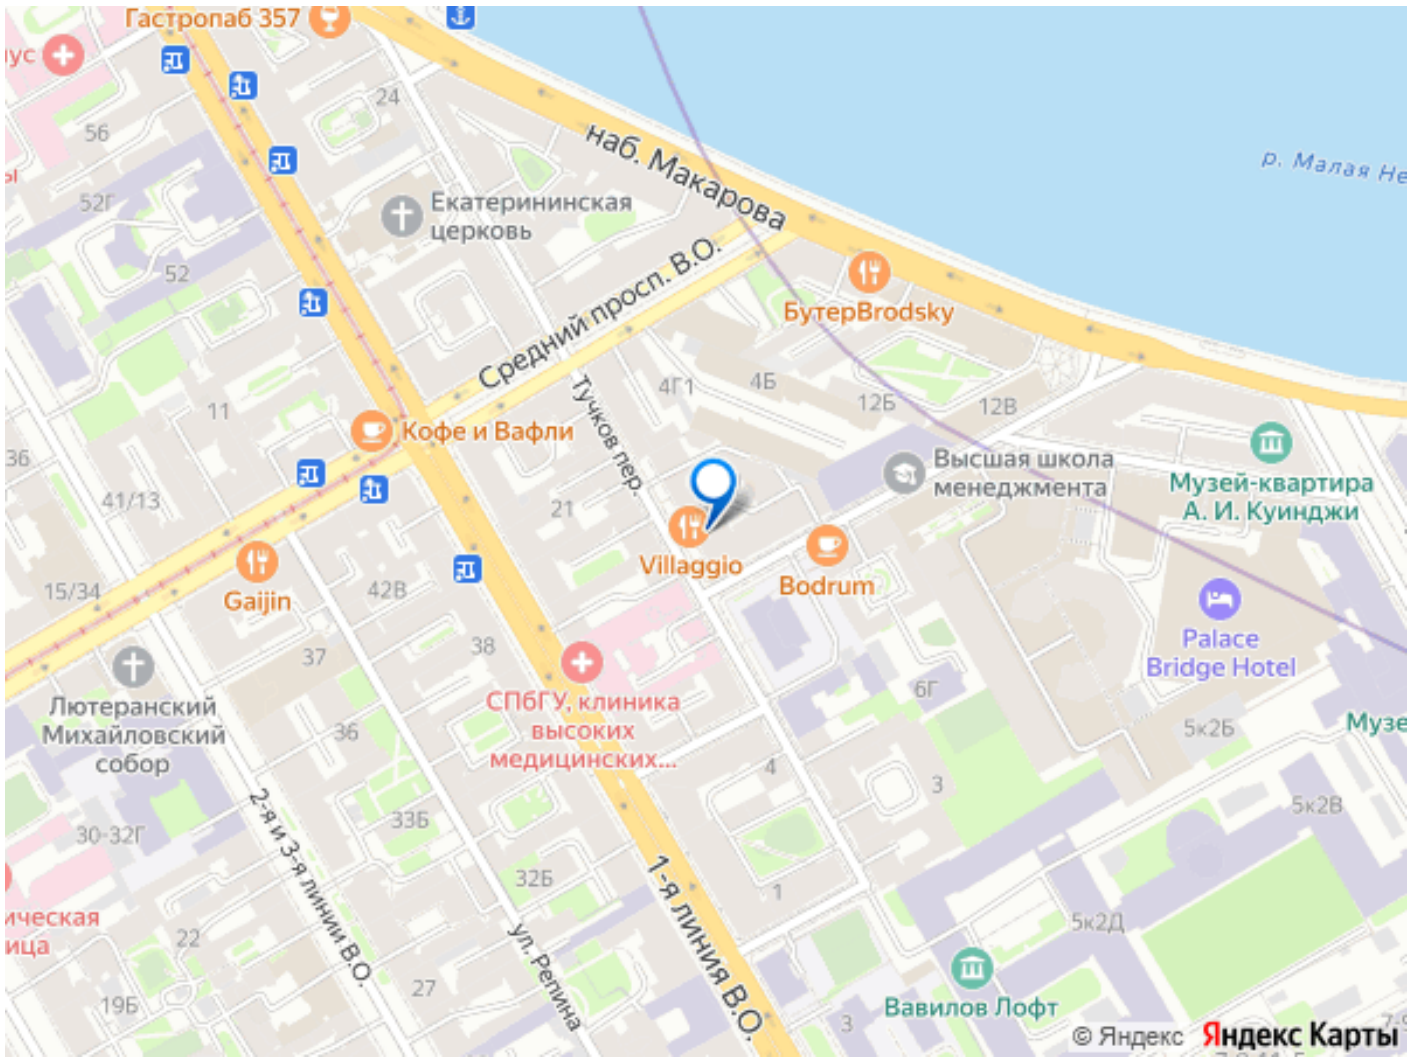 Гастропаб 357
ус
24
56
ы
наб. Макарова
р. Малая Не
52Г
Екатерининская
церковь
52
Средний просп. В.О.
БутерBrodsky
Тучков пер.
4Г1
4Б
12Б
12В
11
Кофе и Вафли
36
Высшая школа
менеджмента
Музей-квартира
А. И. Куинджи
41/13
21
Villaggio
Bodrum
15/34
Gaijin
42В
38
37
Palace
Bridge Hotel
6Г
СПбГУ, клиника
высоких
медицинских...
Лютеранский
Михайловский
собор
36
5к2Б
Музе
4
3
2-я и 3-я линии В.О.
30-32Г
33Б
5к2В
32Б
1-я линия В.О.
1
ическая
ица
22
ул. Репина
5к2Д
27
19Б
Вавилов Лофт
3
© Яндекс Яндекс Карты